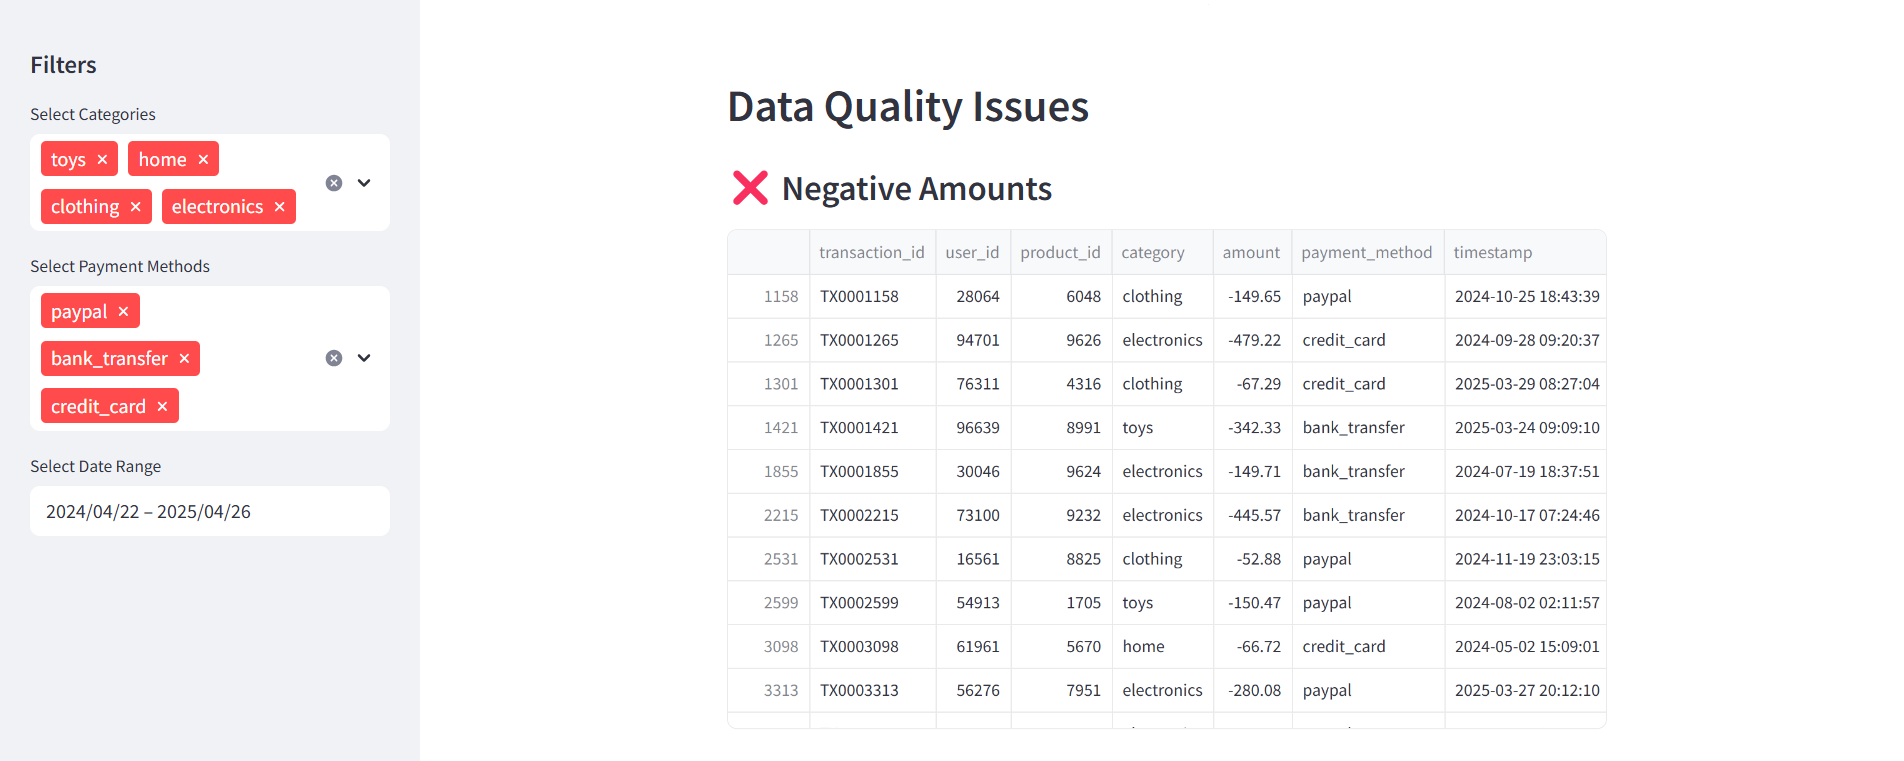 Filters
Select Categories
toys × home ×
clothing × electronics ×
Select Payment Methods
paypal ×
bank_transfer ×
credit_card ×
Select Date Range
2024/04/22 – 2025/04/26
Data Quality Issues
❌ Negative Amounts
transaction_id user_id product_id category amount payment_method timestamp
1158 TX0001158 28064 6048 clothing -149.65 paypal 2024-10-25 18:43:39
1265 TX0001265 94701 9626 electronics -479.22 credit_card 2024-09-28 09:20:37
1301 TX0001301 76311 4316 clothing -67.29 credit_card 2025-03-29 08:27:04
1421 TX0001421 96639 8991 toys -342.33 bank_transfer 2025-03-24 09:09:10
1855 TX0001855 30046 9624 electronics -149.71 bank_transfer 2024-07-19 18:37:51
2215 TX0002215 73100 9232 electronics -445.57 bank_transfer 2024-10-17 07:24:46
2531 TX0002531 16561 8825 clothing -52.88 paypal 2024-11-19 23:03:15
2599 TX0002599 54913 1705 toys -150.47 paypal 2024-08-02 02:11:57
3098 TX0003098 61961 5670 home -66.72 credit_card 2024-05-02 15:09:01
3313 TX0003313 56276 7951 electronics -280.08 paypal 2025-03-27 20:12:10